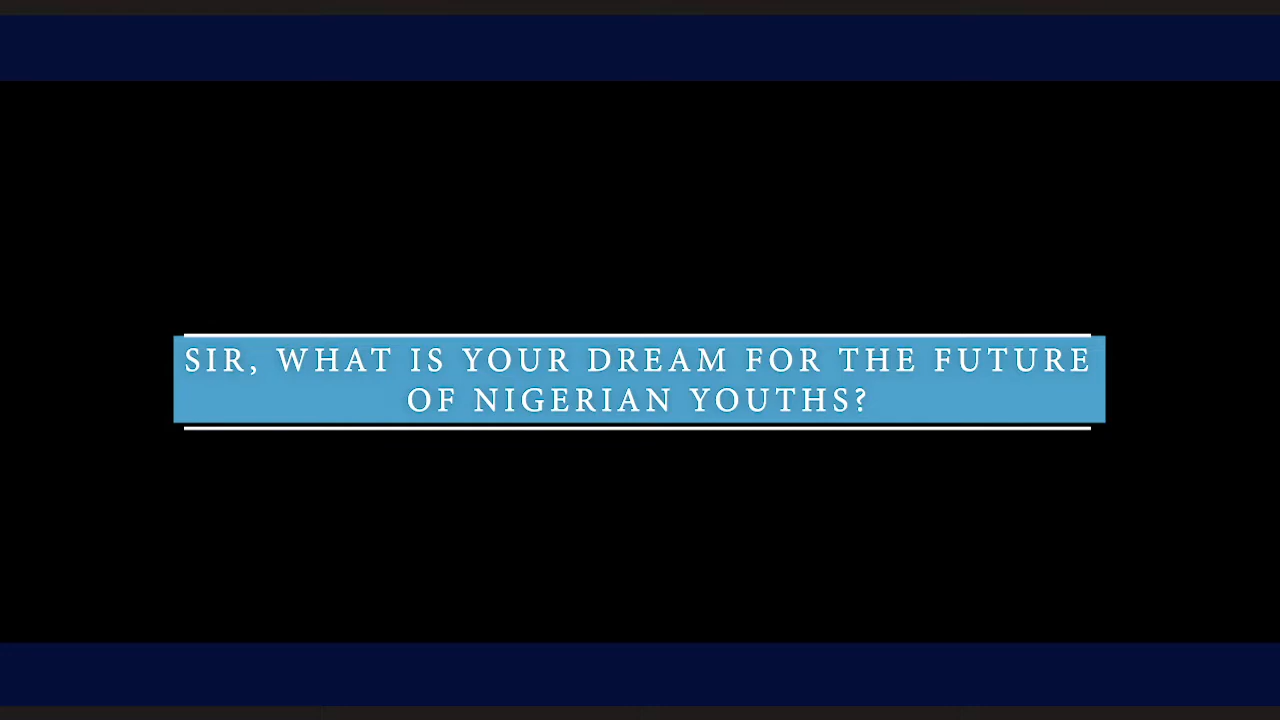 SIR, WHAT IS YOUR DREAM FOR THE FUTURE
OF NIGERIAN YOUTHS?